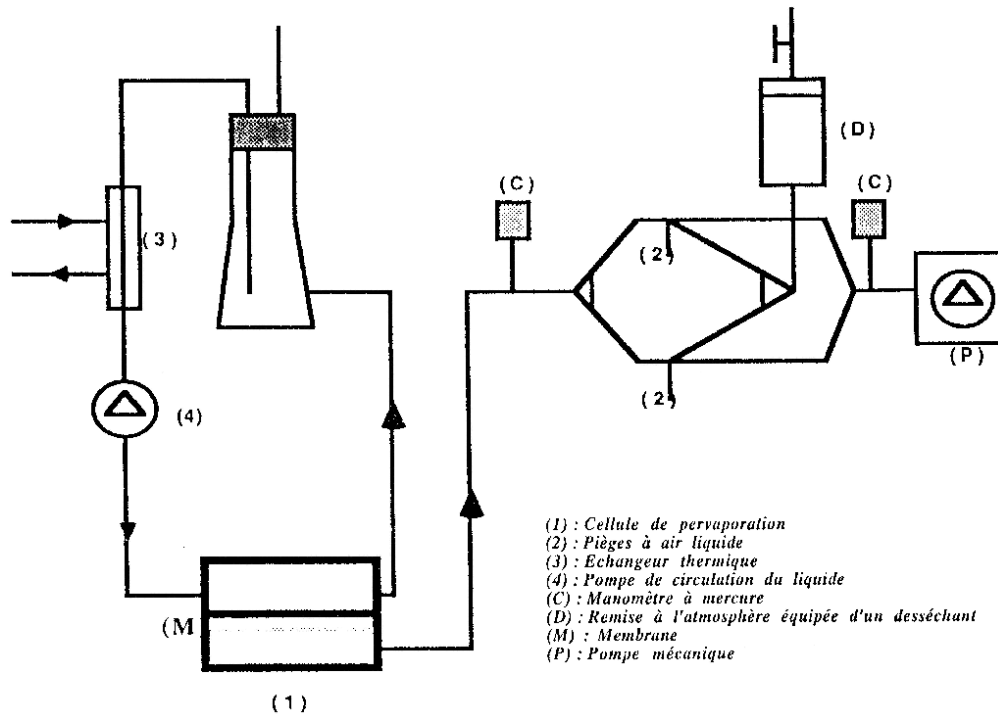 (D)
(C)
(C)
(3)
(2)
(P)
(4)
(2)
(1) : Cellule de pervaporation
(2) : Pièges à air liquide
(3) : Echangeur thermique
(4) : Pompe de circulation du liquide
(C) : Manomètre à mercure
(D) : Remise à l'atmosphère équipée d'un desséchant
(M) : Membrane
(P) : Pompe mécanique
(M
(1)